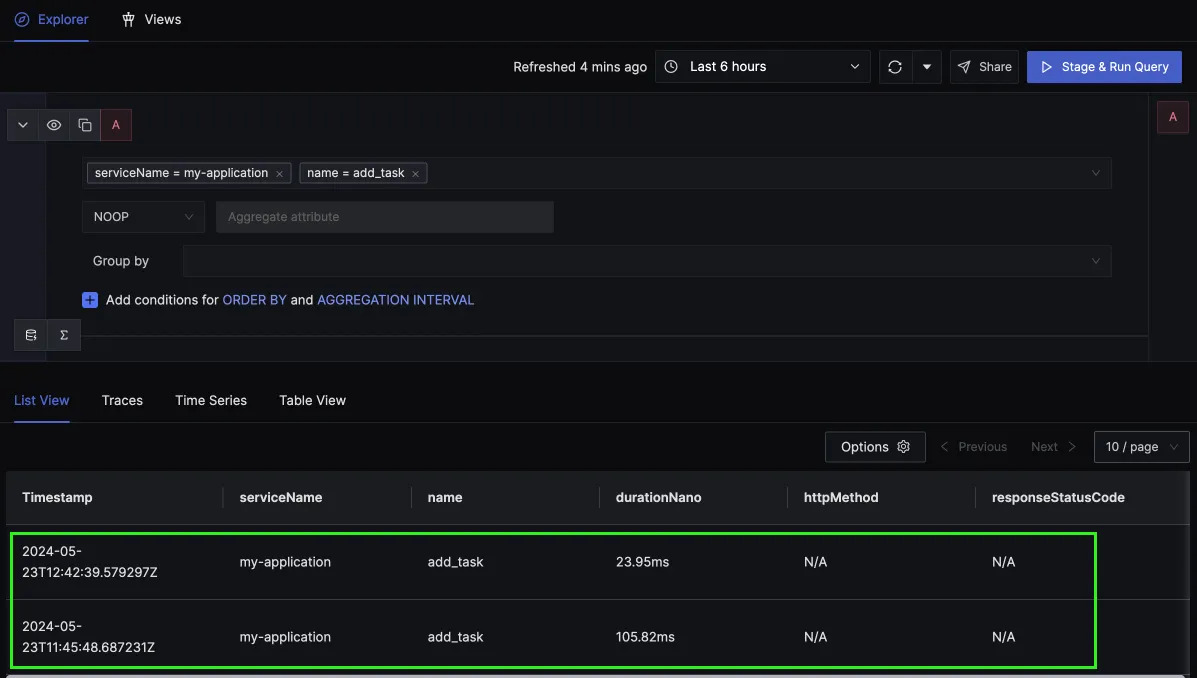 Explorer Views
Refreshed 4 mins ago Last 6 hours Share Stage & Run Query
A A
serviceName = my-application × name = add_task ×
NOOP Aggregate attribute
Group by
Add conditions for ORDER BY and AGGREGATION INTERVAL
Σ
List View Traces Time Series Table View
Options Previous Next 10 / page
Timestamp serviceName name durationNano httpMethod responseStatusCode
2024-05-
23T12:42:39.579297Z my-application add_task 23.95ms N/A N/A
2024-05-
23T11:45:48.687231Z my-application add_task 105.82ms N/A N/A